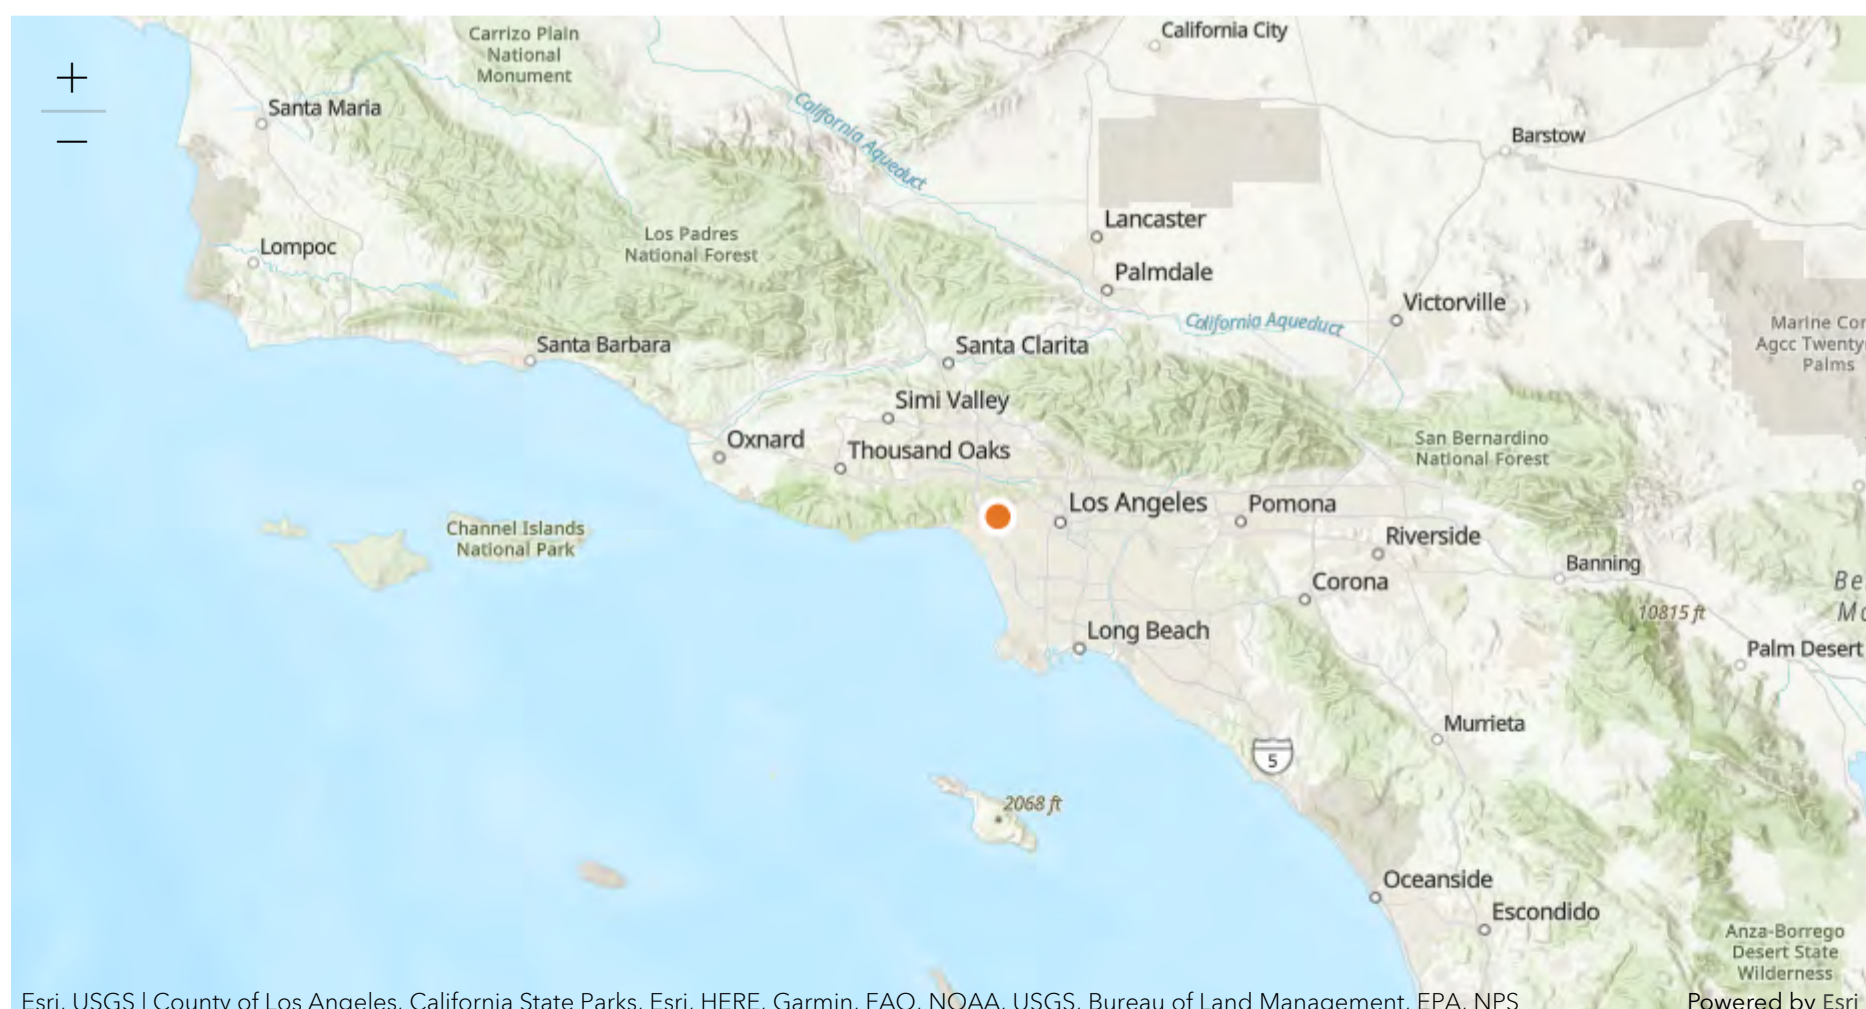 Carrizo Plain
National
Monument
California City
Santa Maria
California Aqueduct
Barstow
Lancaster
Los Padres
National Forest
Lompoc
Palmdale
Victorville
California Aqueduct
Marine Cor
Agcc Twenty
Palms
Santa Barbara
Santa Clarita
Simi Valley
Oxnard
Thousand Oaks
San Bernardino
National Forest
Los Angeles
Pomona
Channel Islands
National Park
Riverside
Banning
Corona
Be
Mo
10815 ft
Long Beach
Palm Desert
Murrieta
5
2068 ft
Oceanside
Escondido
Anza-Borrego
Desert State
Wilderness
Esri, USGS | County of Los Angeles, California State Parks, Esri, HERE, Garmin, FAO, NOAA, USGS, Bureau of Land Management, EPA, NPS
Powered by Esri